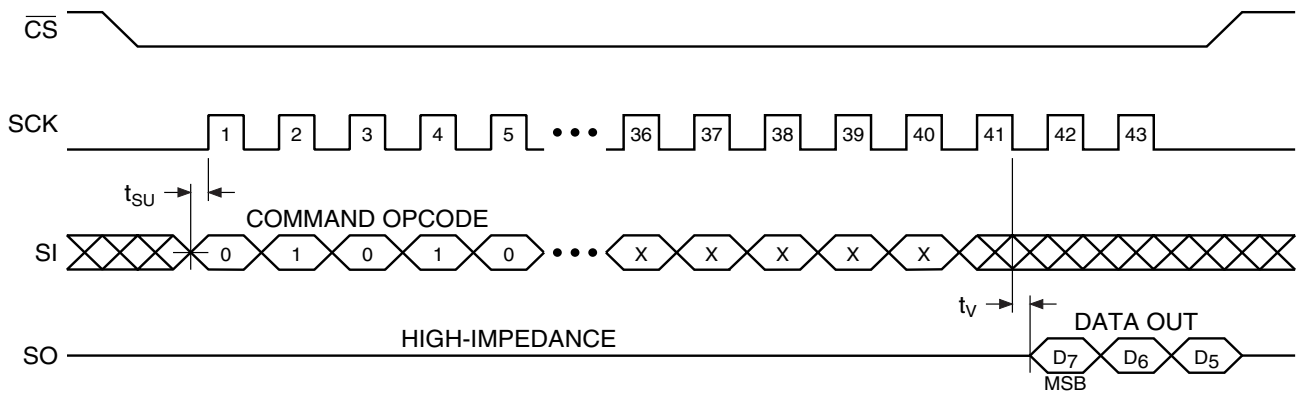 CS
SCK 1 2 3 4 5 ••• 36 37 38 39 40 41 42 43
tSU
COMMAND OPCODE
SI 0 1 0 1 0 ••• X X X X X
tV
HIGH-IMPEDANCE DATA OUT
SO D7 D6 D5
MSB